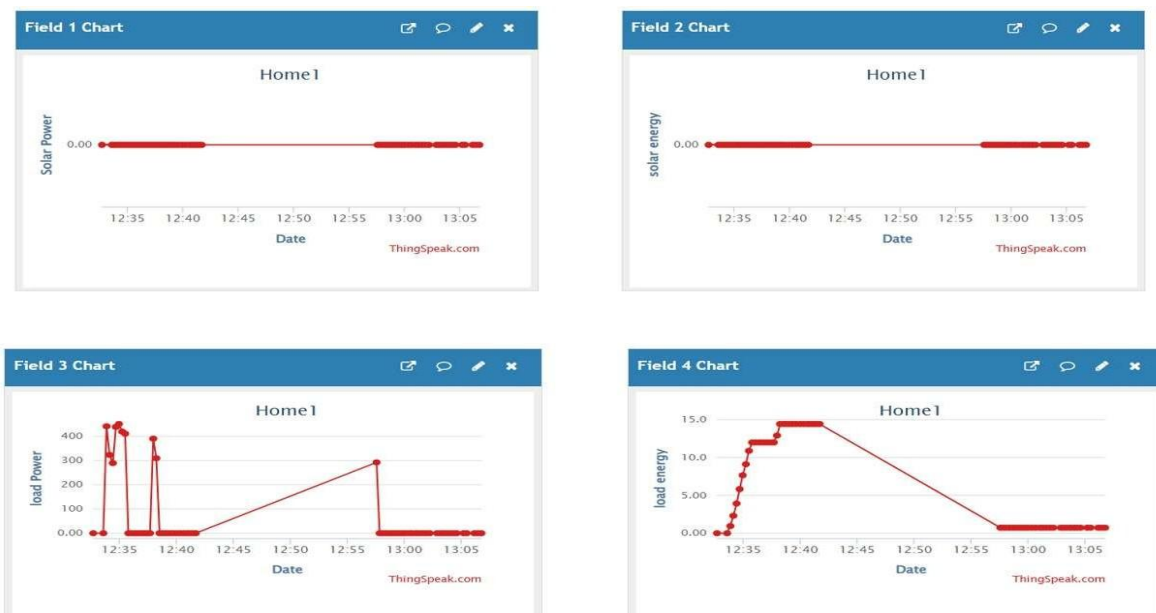 Field 1 Chart
Home1
Solar Power
0.00
12:35 12:40 12:45 12:50 12:55 13:00 13:05
Date
ThingSpeak.com
Field 2 Chart
Home1
solar energy
0.00
12:35 12:40 12:45 12:50 12:55 13:00 13:05
Date
ThingSpeak.com
Field 3 Chart
Home1
load Power
400
300
200
100
0.00
12:35 12:40 12:45 12:50 12:55 13:00 13:05
Date
ThingSpeak.com
Field 4 Chart
Home1
load energy
15.0
10.0
5.00
0.00
12:35 12:40 12:45 12:50 12:55 13:00 13:05
Date
ThingSpeak.com